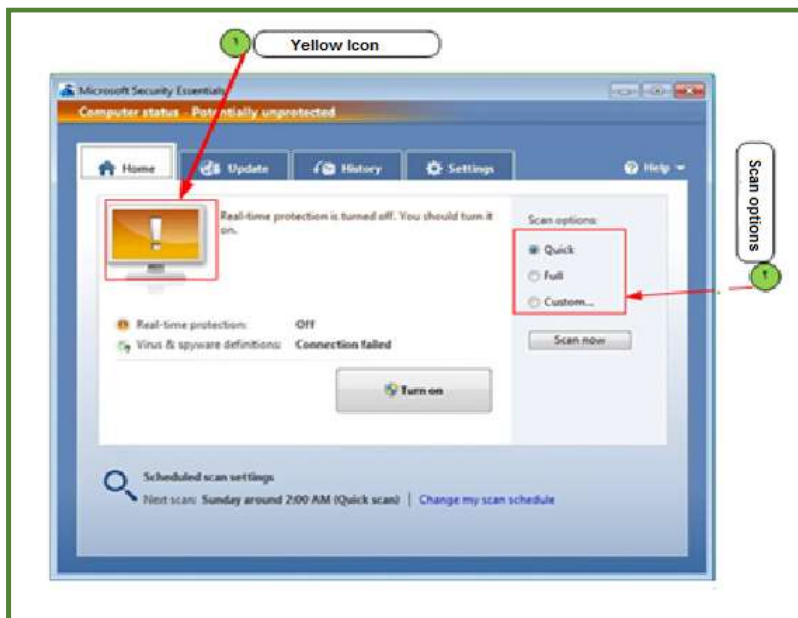 ١ Yellow Icon
Microsoft Security Essentials
Computer status - Potentially unprotected
Home Update History Settings Help
Real-time protection is turned off. You should turn it
on.
Scan options:
Quick
Full
Custom...
Scan now
Real-time protection: Off
Virus & spyware definitions: Connection failed
Turn on
Scheduled scan settings
Next scan: Sunday around 2:00 AM (Quick scan) | Change my scan schedule
Scan options
٢